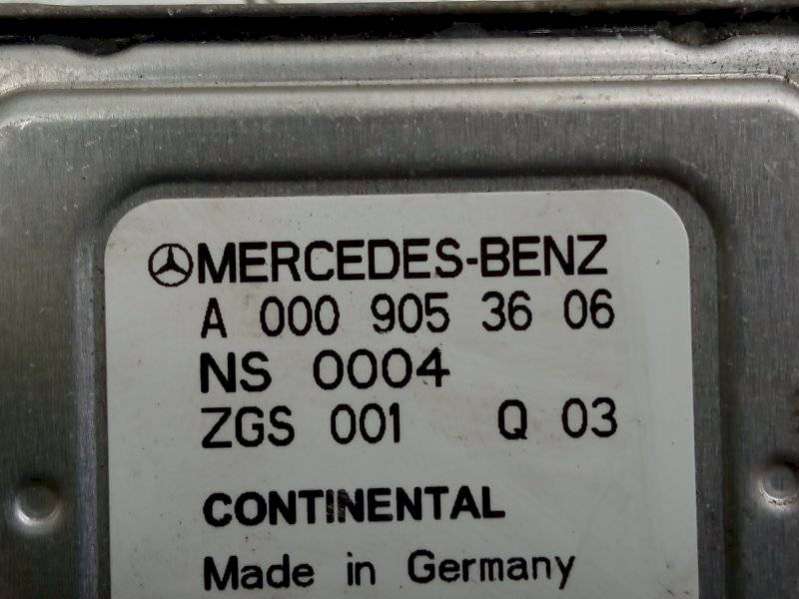 MERCEDES-BENZ
A 000 905 36 06
NS 0004
ZGS 001 Q 03
CONTINENTAL
Made in Germany